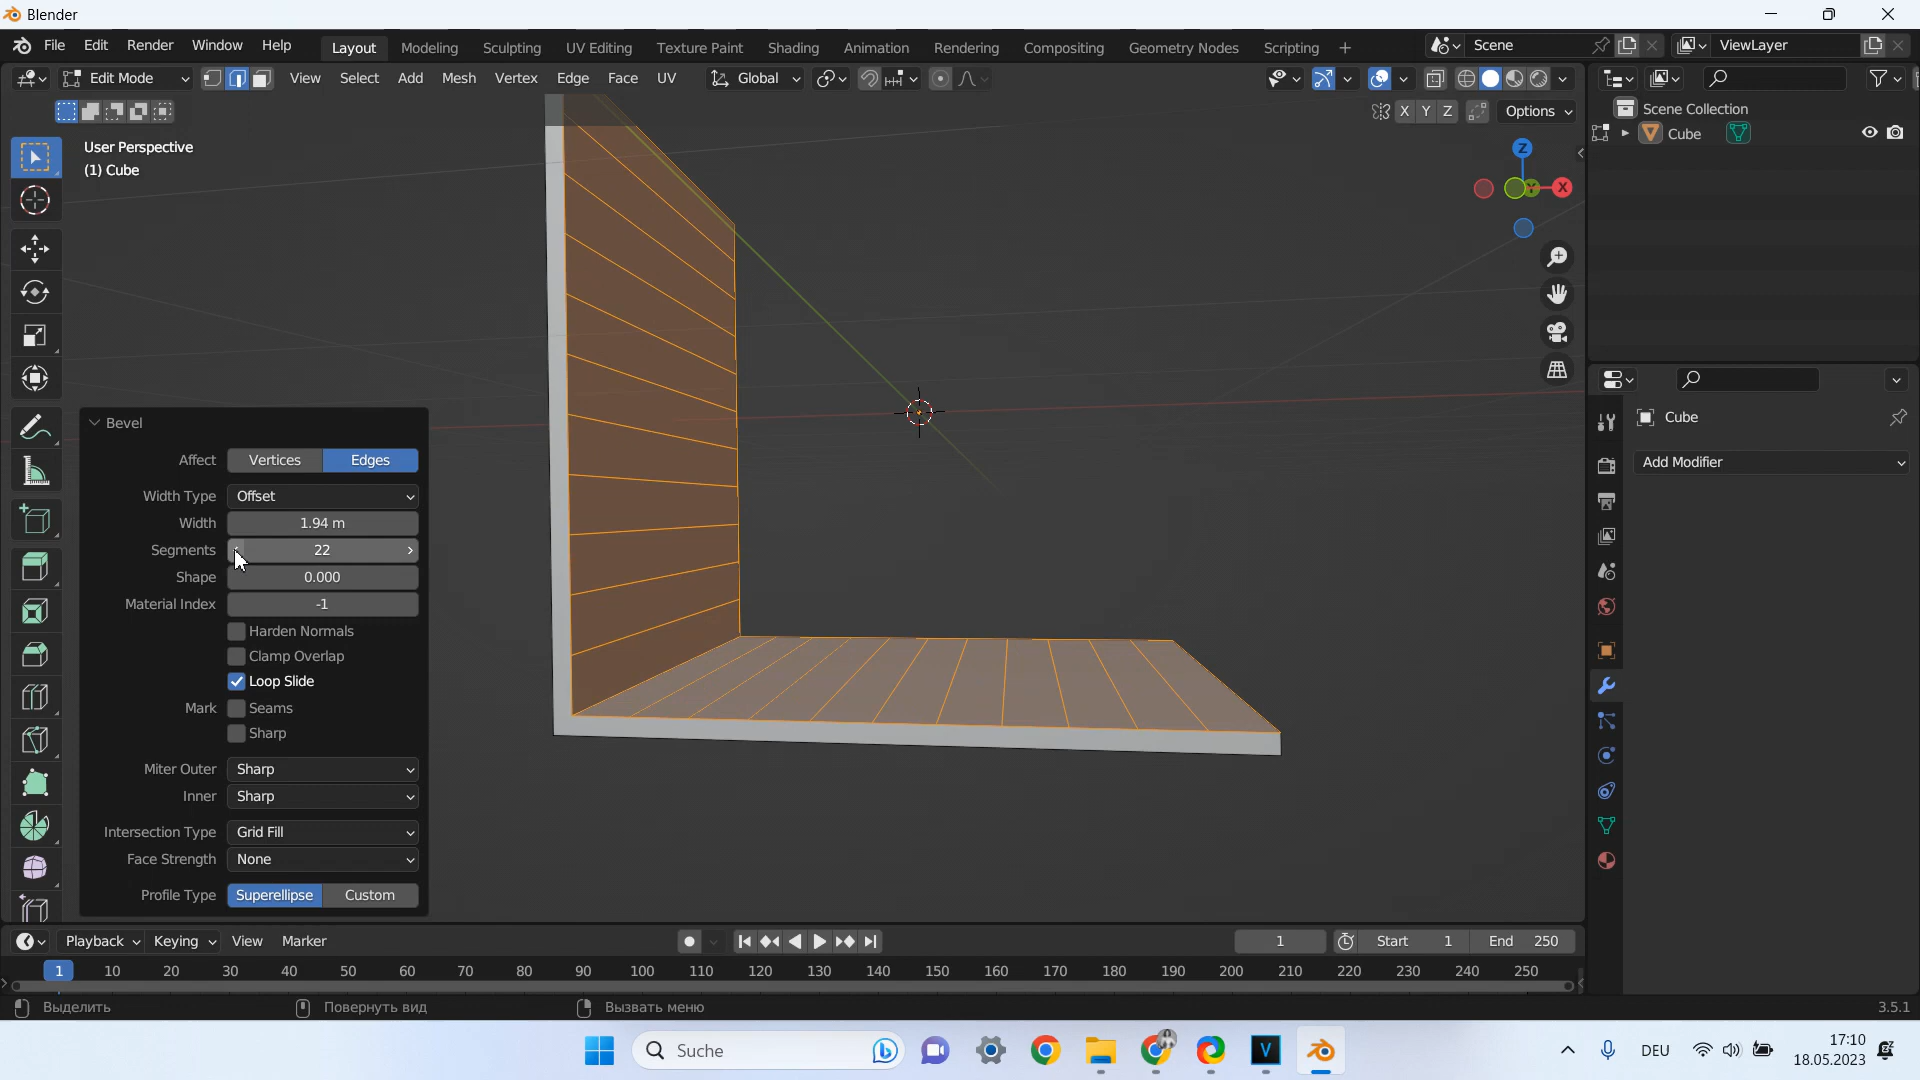 Blender
File Edit Render Window Help Layout Modeling Sculpting UV Editing Texture Paint Shading Animation Rendering Compositing Geometry Nodes Scripting + Scene ViewLayer
Edit Mode View Select Add Mesh Vertex Edge Face UV Global
X Y Z Options
Scene Collection
Cube
User Perspective
(1) Cube
Z
X
Cube
Add Modifier
Bevel
Affect Vertices Edges
Width Type Offset
Width 1.94 m
Segments 22
Shape 0.000
Material Index -1
Harden Normals
Clamp Overlap
Loop Slide
Mark Seams
Sharp
Miter Outer Sharp
Inner Sharp
Intersection Type Grid Fill
Face Strength None
Profile Type Superellipse Custom
Playback Keying View Marker 1 Start 1 End 250
1 10 20 30 40 50 60 70 80 90 100 110 120 130 140 150 160 170 180 190 200 210 220 230 240 250
Выделить Повернуть вид Вызвать меню 3.5.1
Suche DEU 17:10
18.05.2023